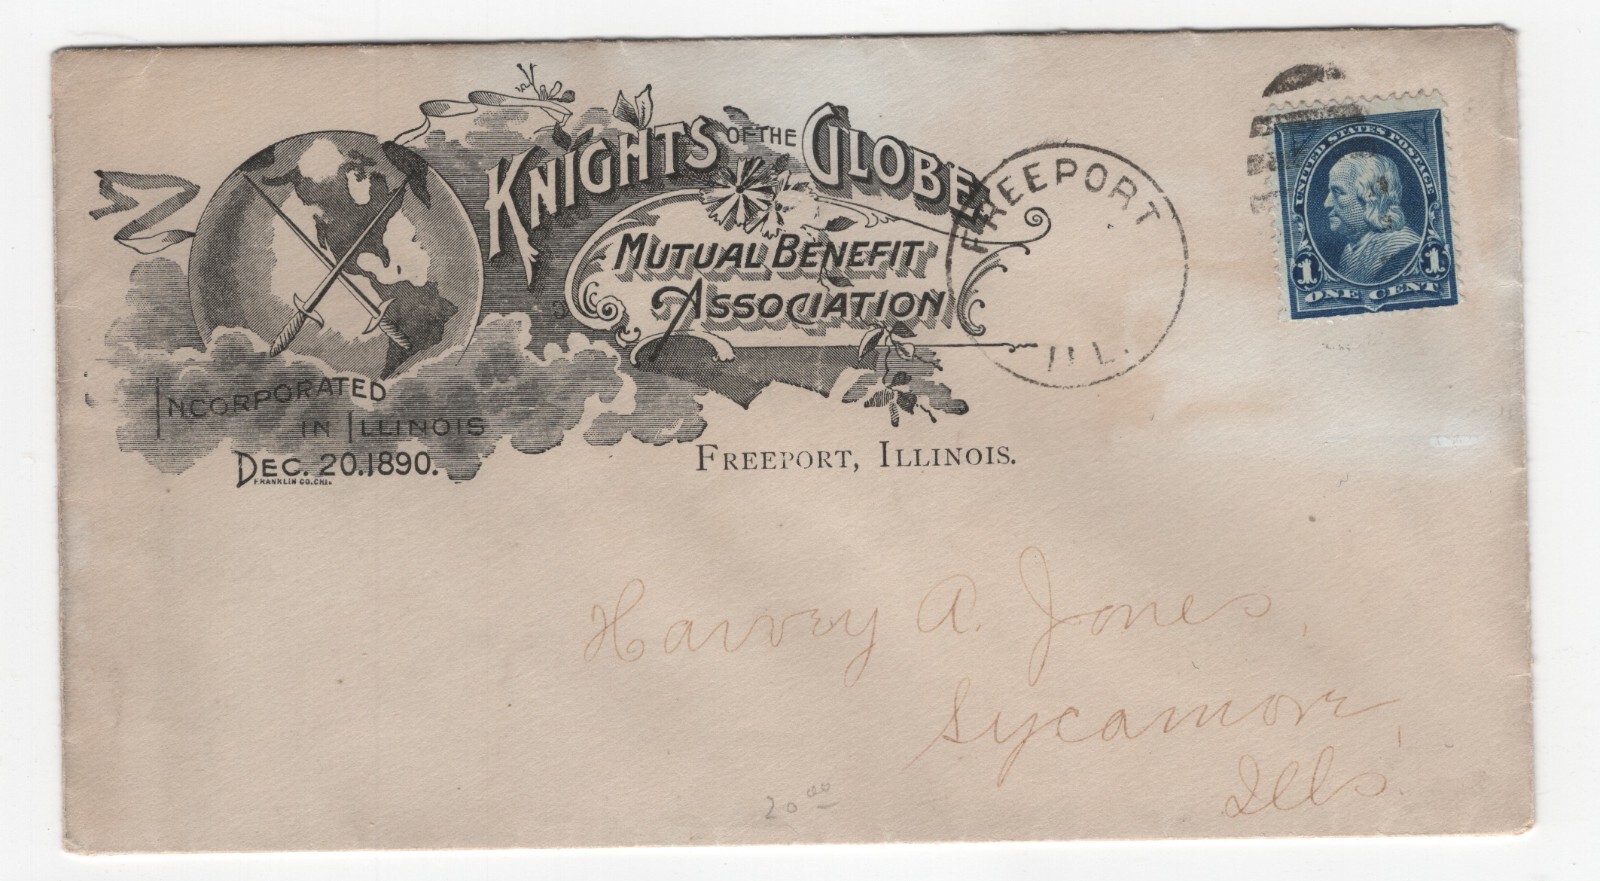 KNIGHTS OF THE GLOBE
MUTUAL BENEFIT
ASSOCIATION
INCORPORATED
IN ILLINOIS
DEC. 20. 1890.
FRANKLIN CO. CHI.
FREEPORT, ILLINOIS.
FREEPORT
ILL.
UNITED STATES POSTAGE
1 1
ONE CENT
Harvey A. Jones,
Sycamore,
Ills.
20 00